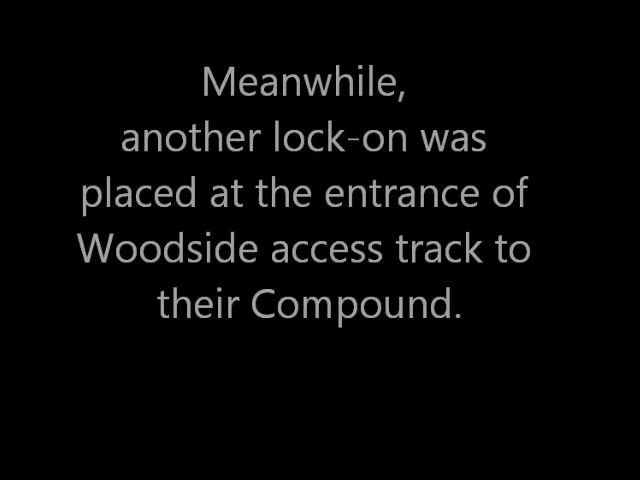 Meanwhile,
another lock-on was
placed at the entrance of
Woodside access track to
their Compound.